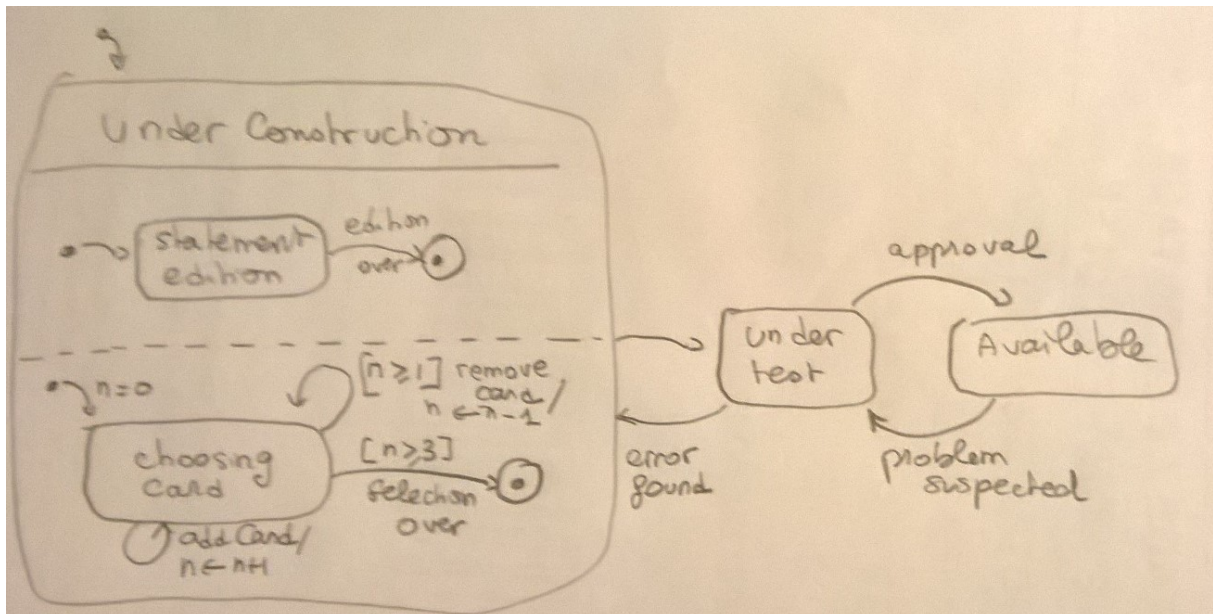 Under Construction
statement
edition
edition
over
approval
under
test
Available
n=0
[n≥1] remove
card/
n←n-1
choosing
card
[n≥3]
selection
over
add card/
n←n+1
error
found
problem
suspected